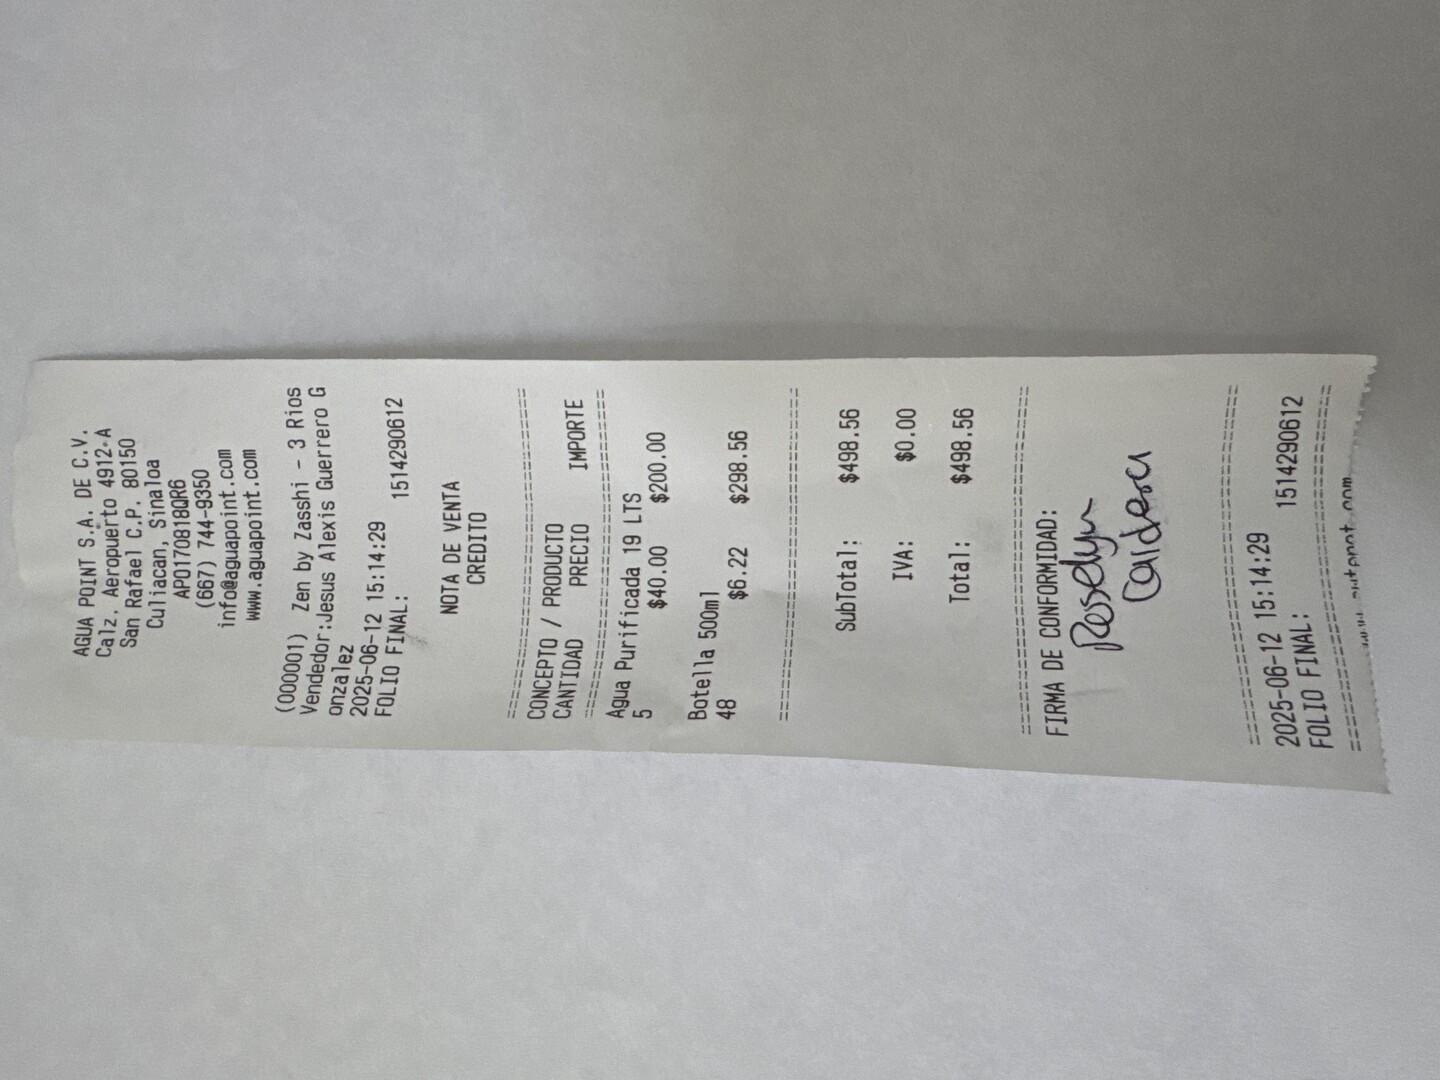 AGUA POINT S.A. DE C.V.
Calz. Aeropuerto 4912-A
San Rafael C.P. 80150
Culiacan, Sinaloa
APO170818QR6
(667) 744-9350
info@aguapoint.com
www.aguapoint.com
(000001) Zen by Zasshi - 3 Rios
Vendedor:Jesus Alexis Guerrero G
onzalez
2025-06-12 15:14:29
FOLIO FINAL: 1514290612
NOTA DE VENTA
CREDITO
CONCEPTO / PRODUCTO
CANTIDAD PRECIO IMPORTE
Agua Purificada 19 LTS
5 $40.00 $200.00
Botella 500ml
48 $6.22 $298.56
SubTotal: $498.56
IVA: $0.00
Total: $498.56
FIRMA DE CONFORMIDAD:
Roselyn
Caldera
2025-06-12 15:14:29
FOLIO FINAL: 1514290612